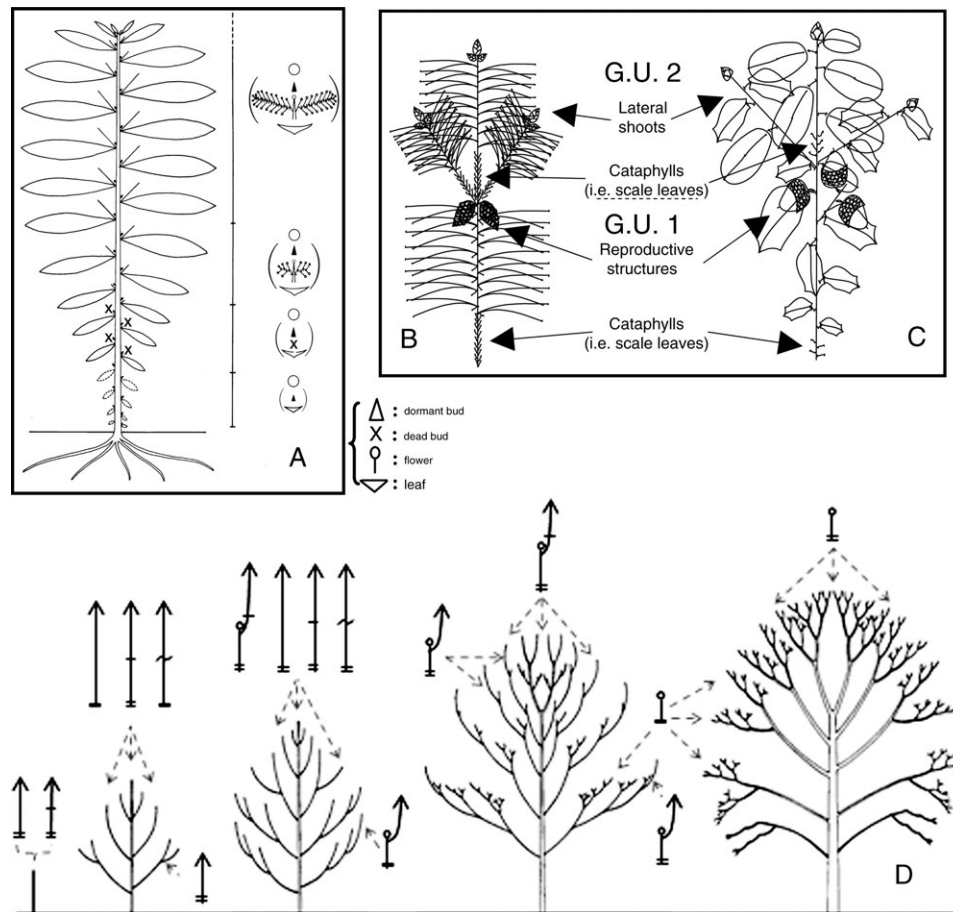 A
G.U. 2
Lateral
shoots
Cataphylls
(i.e. scale leaves)
G.U. 1
Reproductive
structures
Cataphylls
(i.e. scale leaves)
B
C
: dormant bud
X : dead bud
: flower
: leaf
D